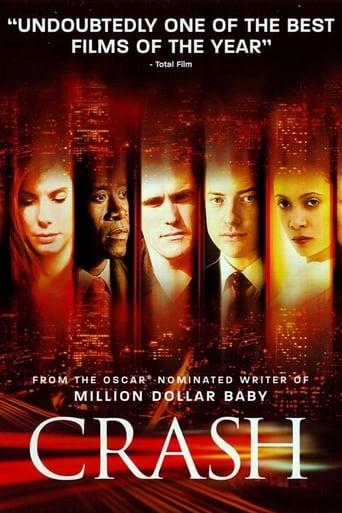 "UNDOUBTEDLY ONE OF THE BEST
FILMS OF THE YEAR"
- Total Film
FROM THE OSCAR® NOMINATED WRITER OF
MILLION DOLLAR BABY
CRASH